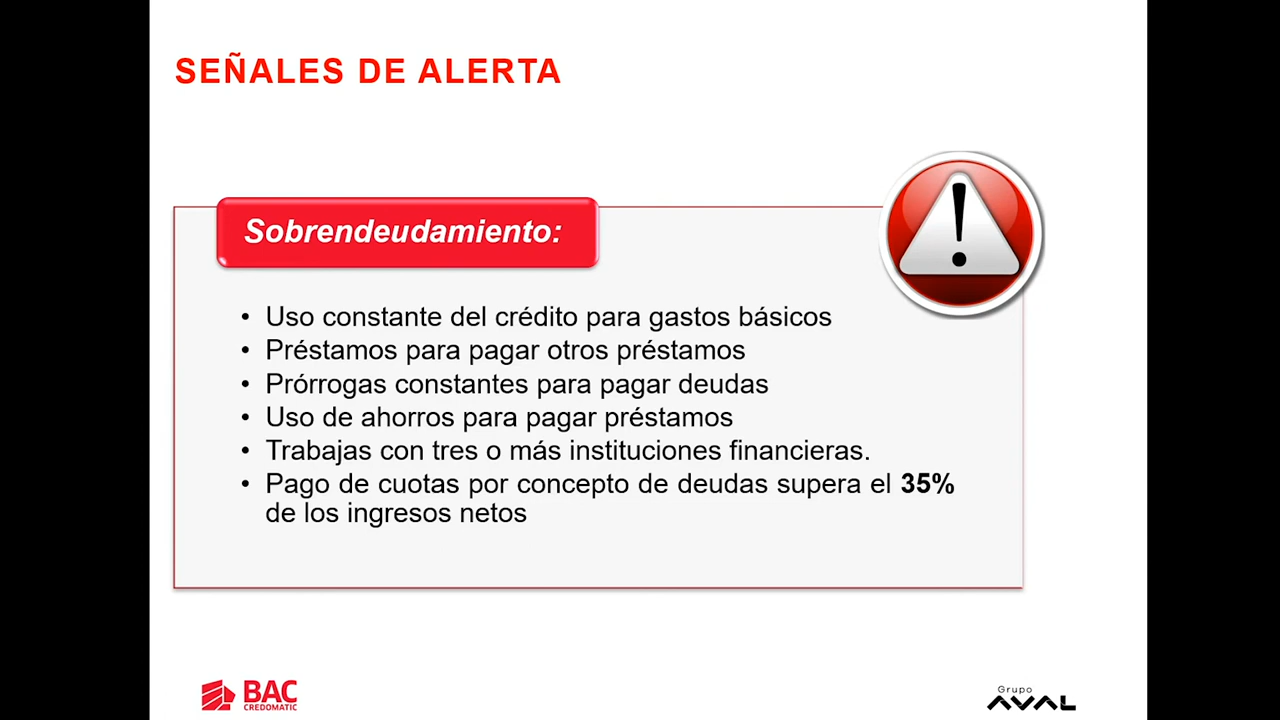 SEÑALES DE ALERTA
Sobrendeudamiento:
• Uso constante del crédito para gastos básicos
• Préstamos para pagar otros préstamos
• Prórrogas constantes para pagar deudas
• Uso de ahorros para pagar préstamos
• Trabajas con tres o más instituciones financieras.
• Pago de cuotas por concepto de deudas supera el 35%
de los ingresos netos
BAC
CREDOMATIC
Grupo
AVAL